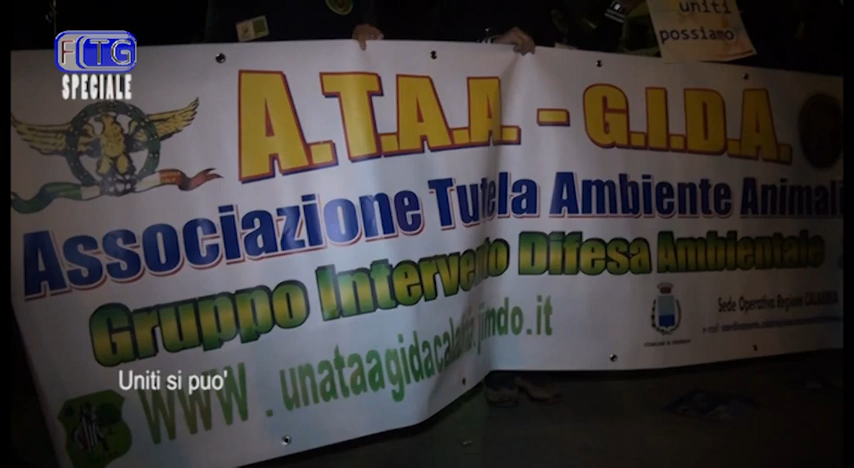 FTG
SPECIALE
uniti
possiamo
A.T.A.A. - G.I.D.A.
Associazione Tutela Ambiente Animali
Gruppo Intervento Difesa Ambientale
Sede Operativa Regione CALABRIA
www.unataagidacalabria.jimdo.it
Uniti si puo'